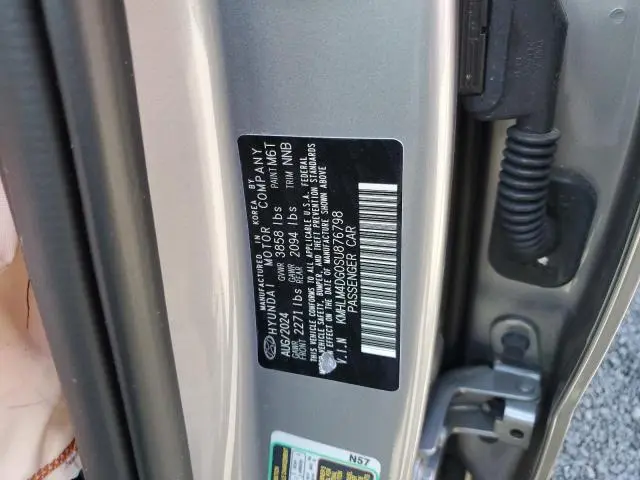 MANUFACTURED IN KOREA BY
HYUNDAI MOTOR COMPANY
AUG/2024 GVWR 3858 lbs PAINT M6T
GAWR FRONT 2271 lbs GAWR REAR 2094 lbs TRIM NNB
THIS VEHICLE CONFORMS TO ALL APPLICABLE U.S.A. FEDERAL
MOTOR VEHICLE SAFETY, BUMPER, AND THEFT PREVENTION STANDARDS
IN EFFECT ON THE DATE OF MANUFACTURE SHOWN ABOVE
V.I.N KMHLM4DG0SU876798
PASSENGER CAR
N57